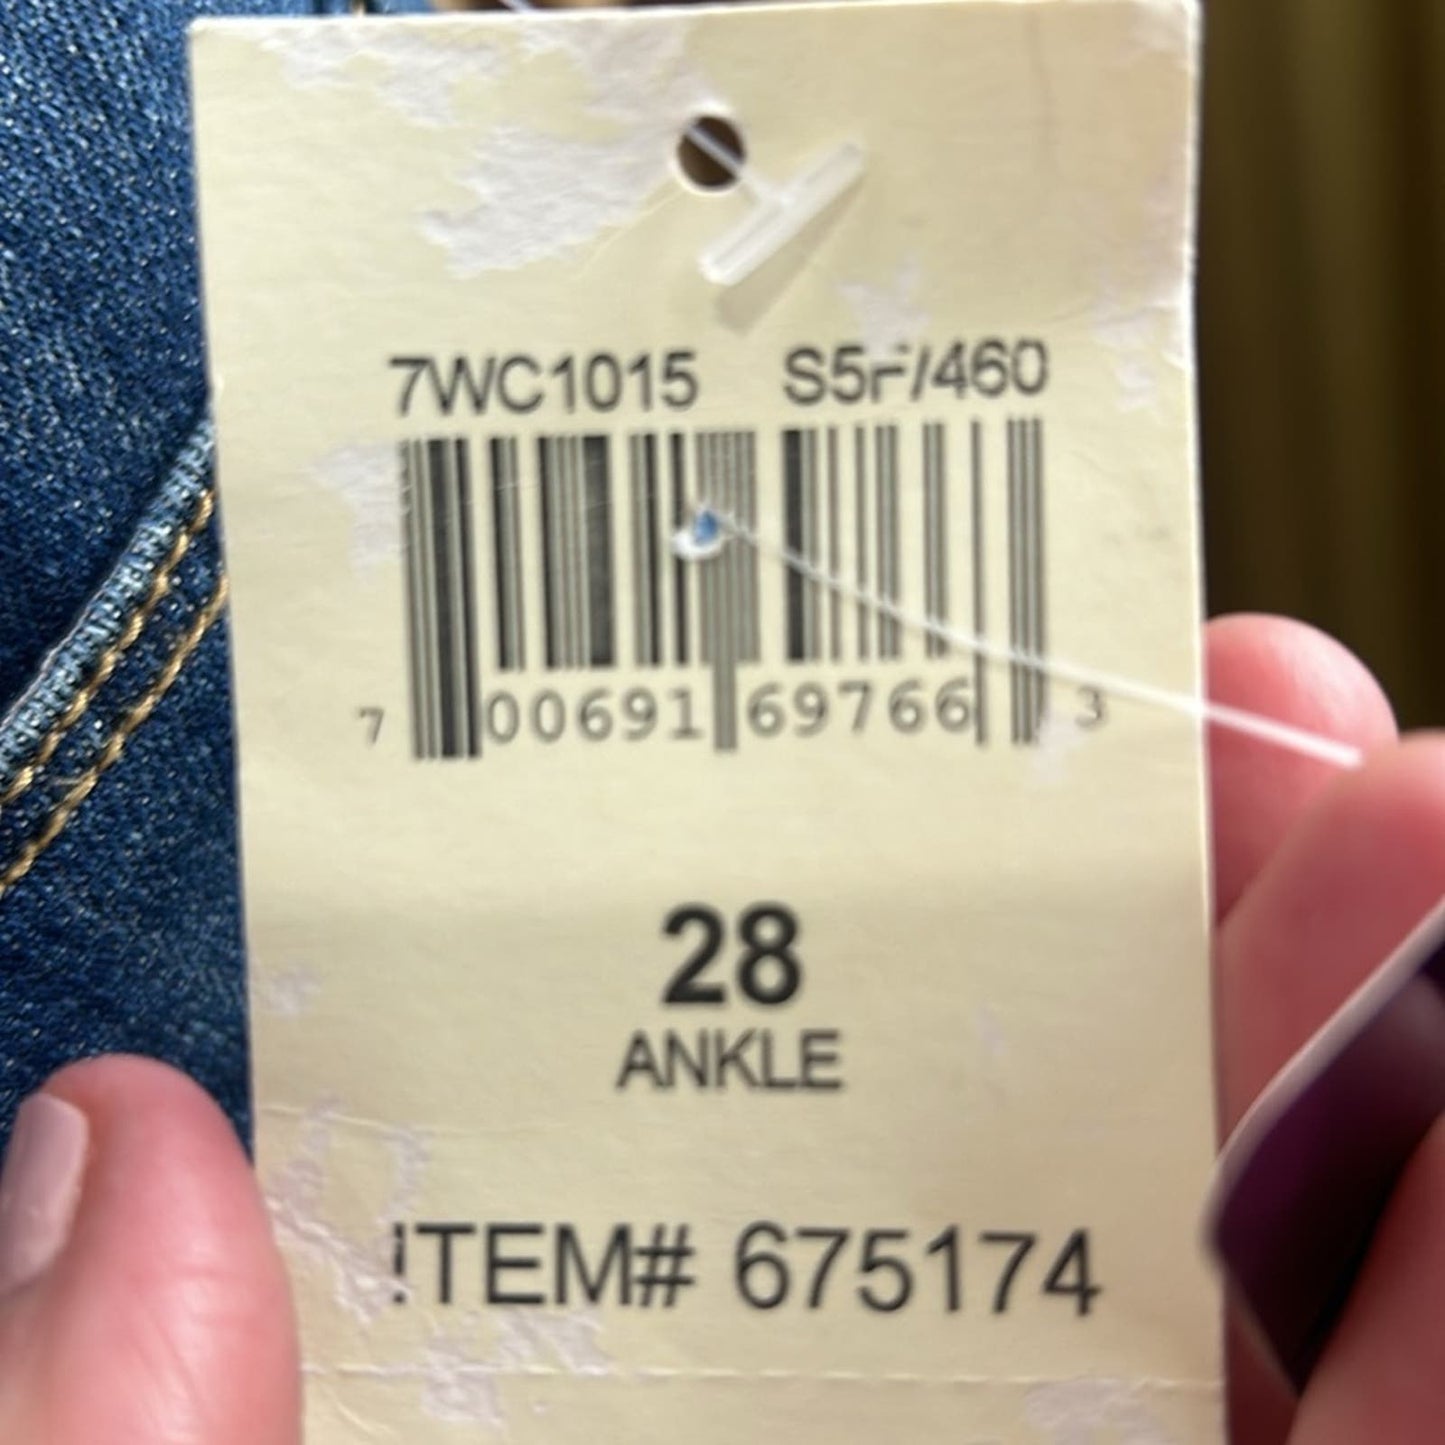 7WC1015 S5F/460
7 00691 69766 3
28
ANKLE
ITEM# 675174